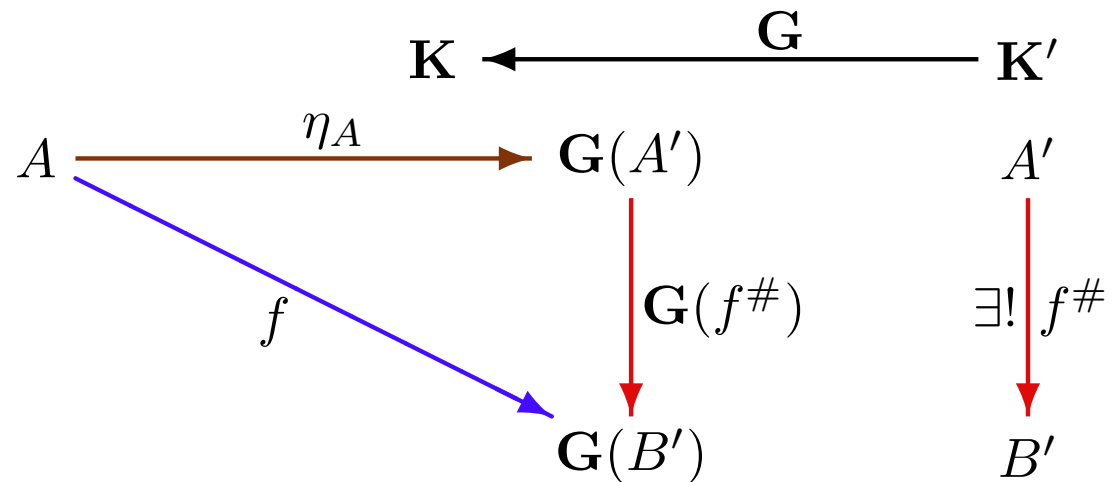 G
K K′
η_A
A G(A′) A′
f G(f^#) ∃! f^#
G(B′) B′